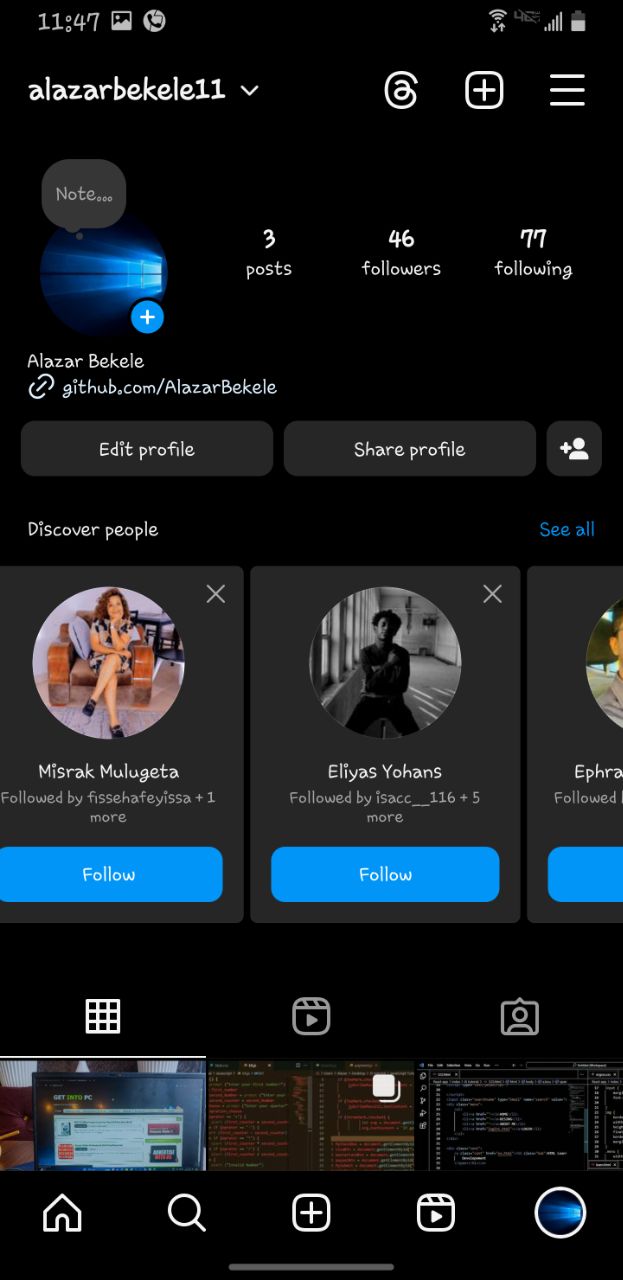 11:47
alazarbekele11
Note...
3
posts
46
followers
77
following
Alazar Bekele
github.com/AlazarBekele
Edit profile
Share profile
Discover people
See all
Misrak Mulugeta
Followed by fissehafeyissa + 1
more
Follow
Eliyas Yohans
Followed by isacc__116 + 5
more
Follow
Ephra
Followed
GET INTO PC